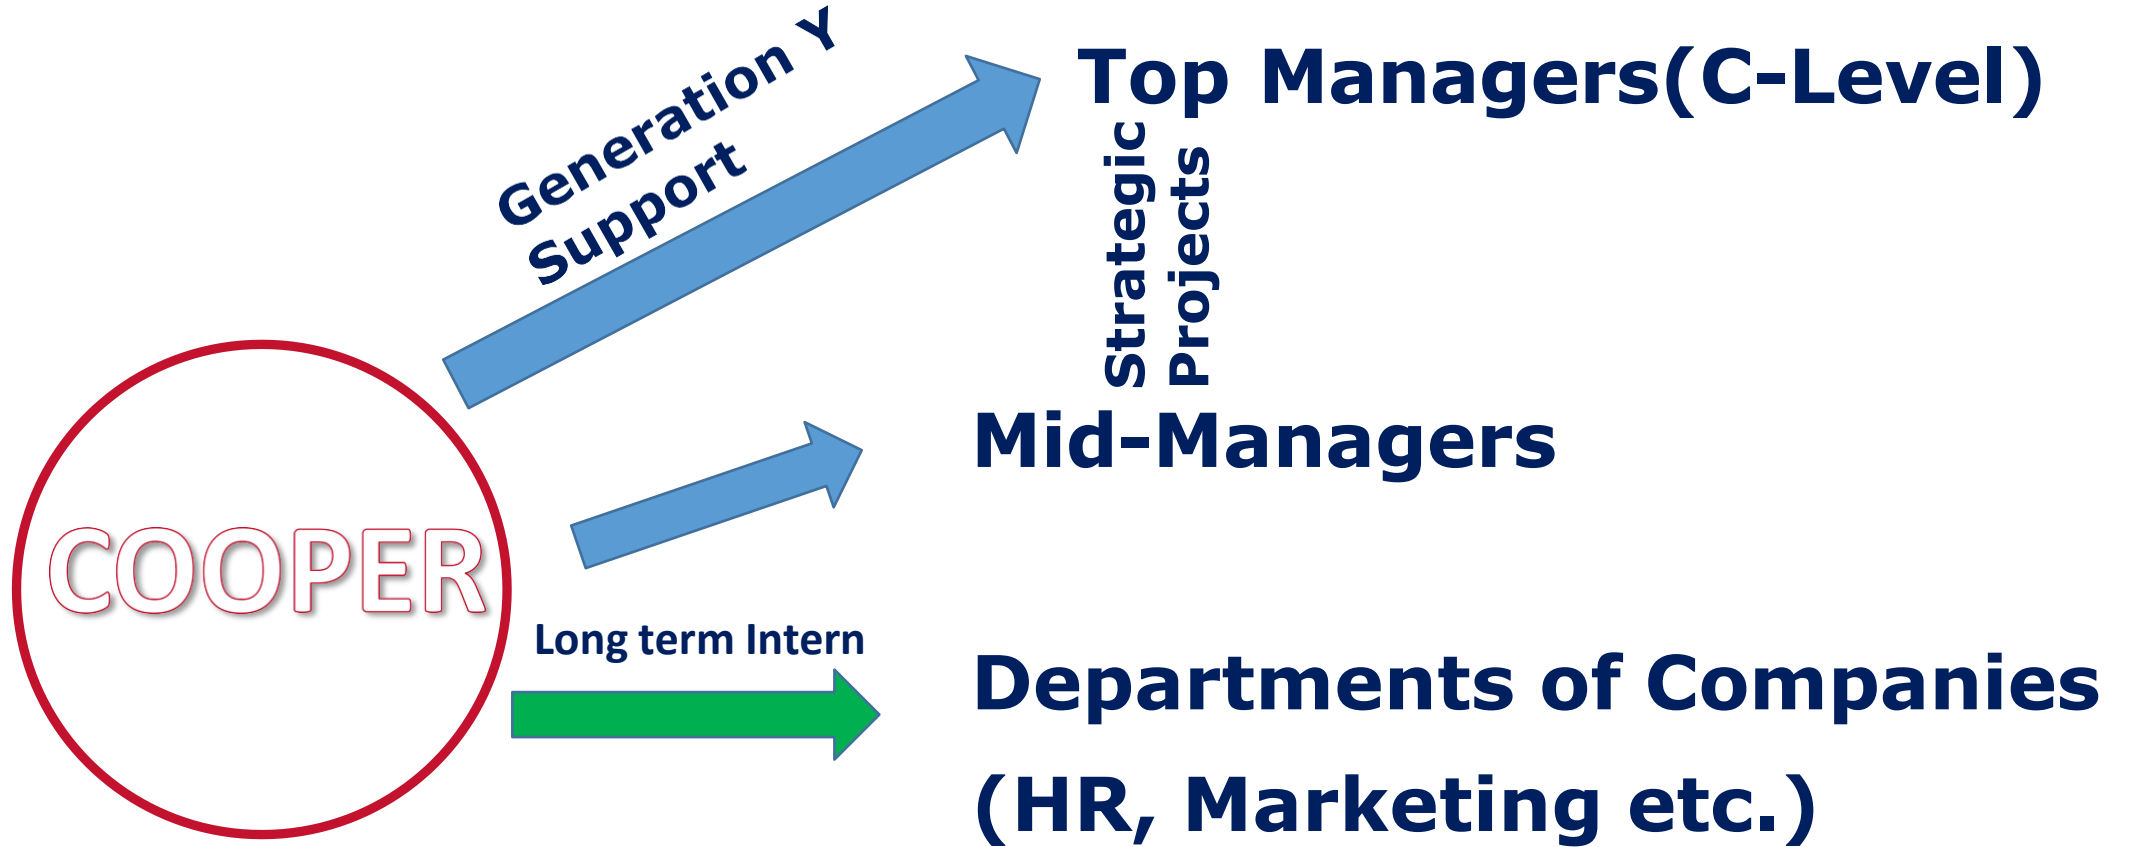 Generation Y
Support
Top Managers(C-Level)
Strategic
Projects
Mid-Managers
COOPER
Long term Intern
Departments of Companies
(HR, Marketing etc.)